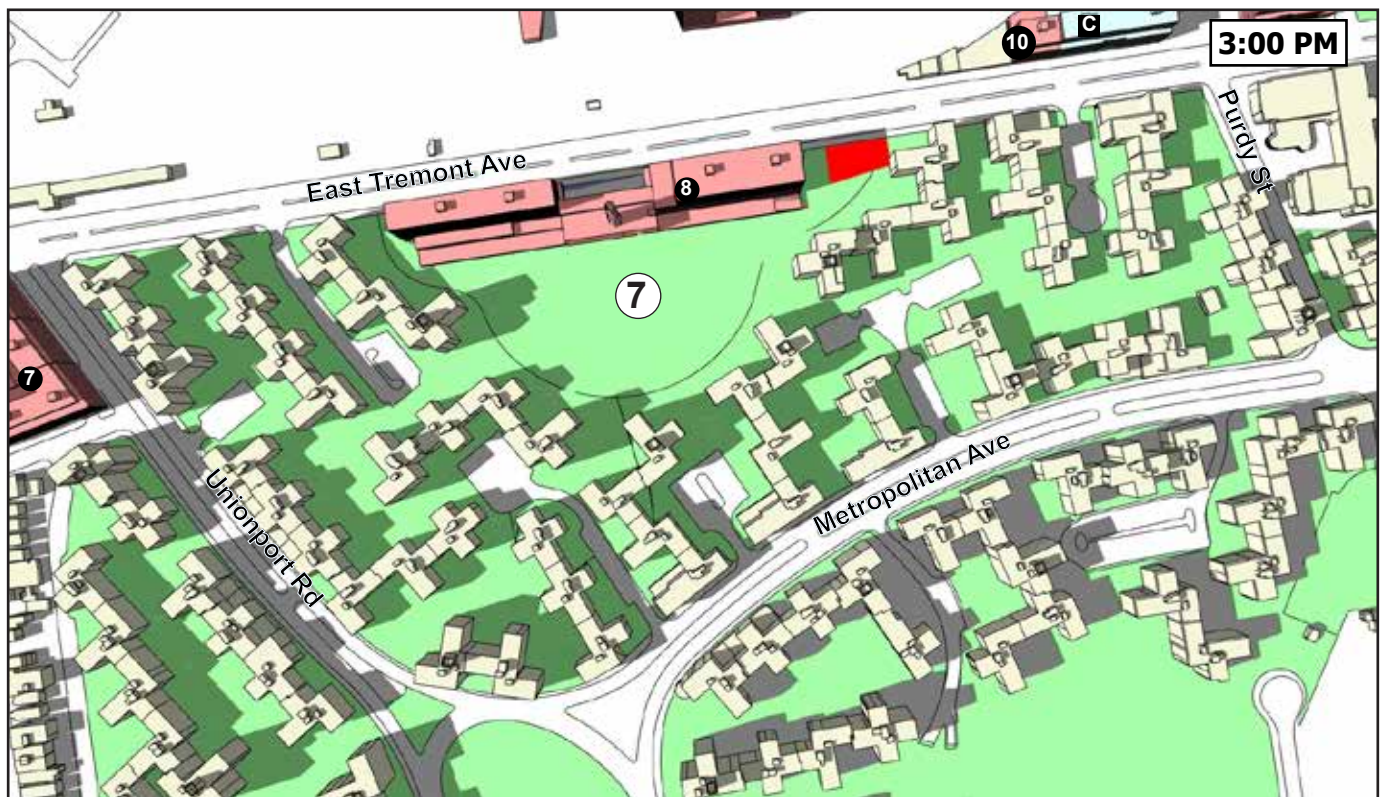 C
10
3:00 PM
Purdy St
East Tremont Ave
8
7
7
Metropolitan Ave
Unionport Rd